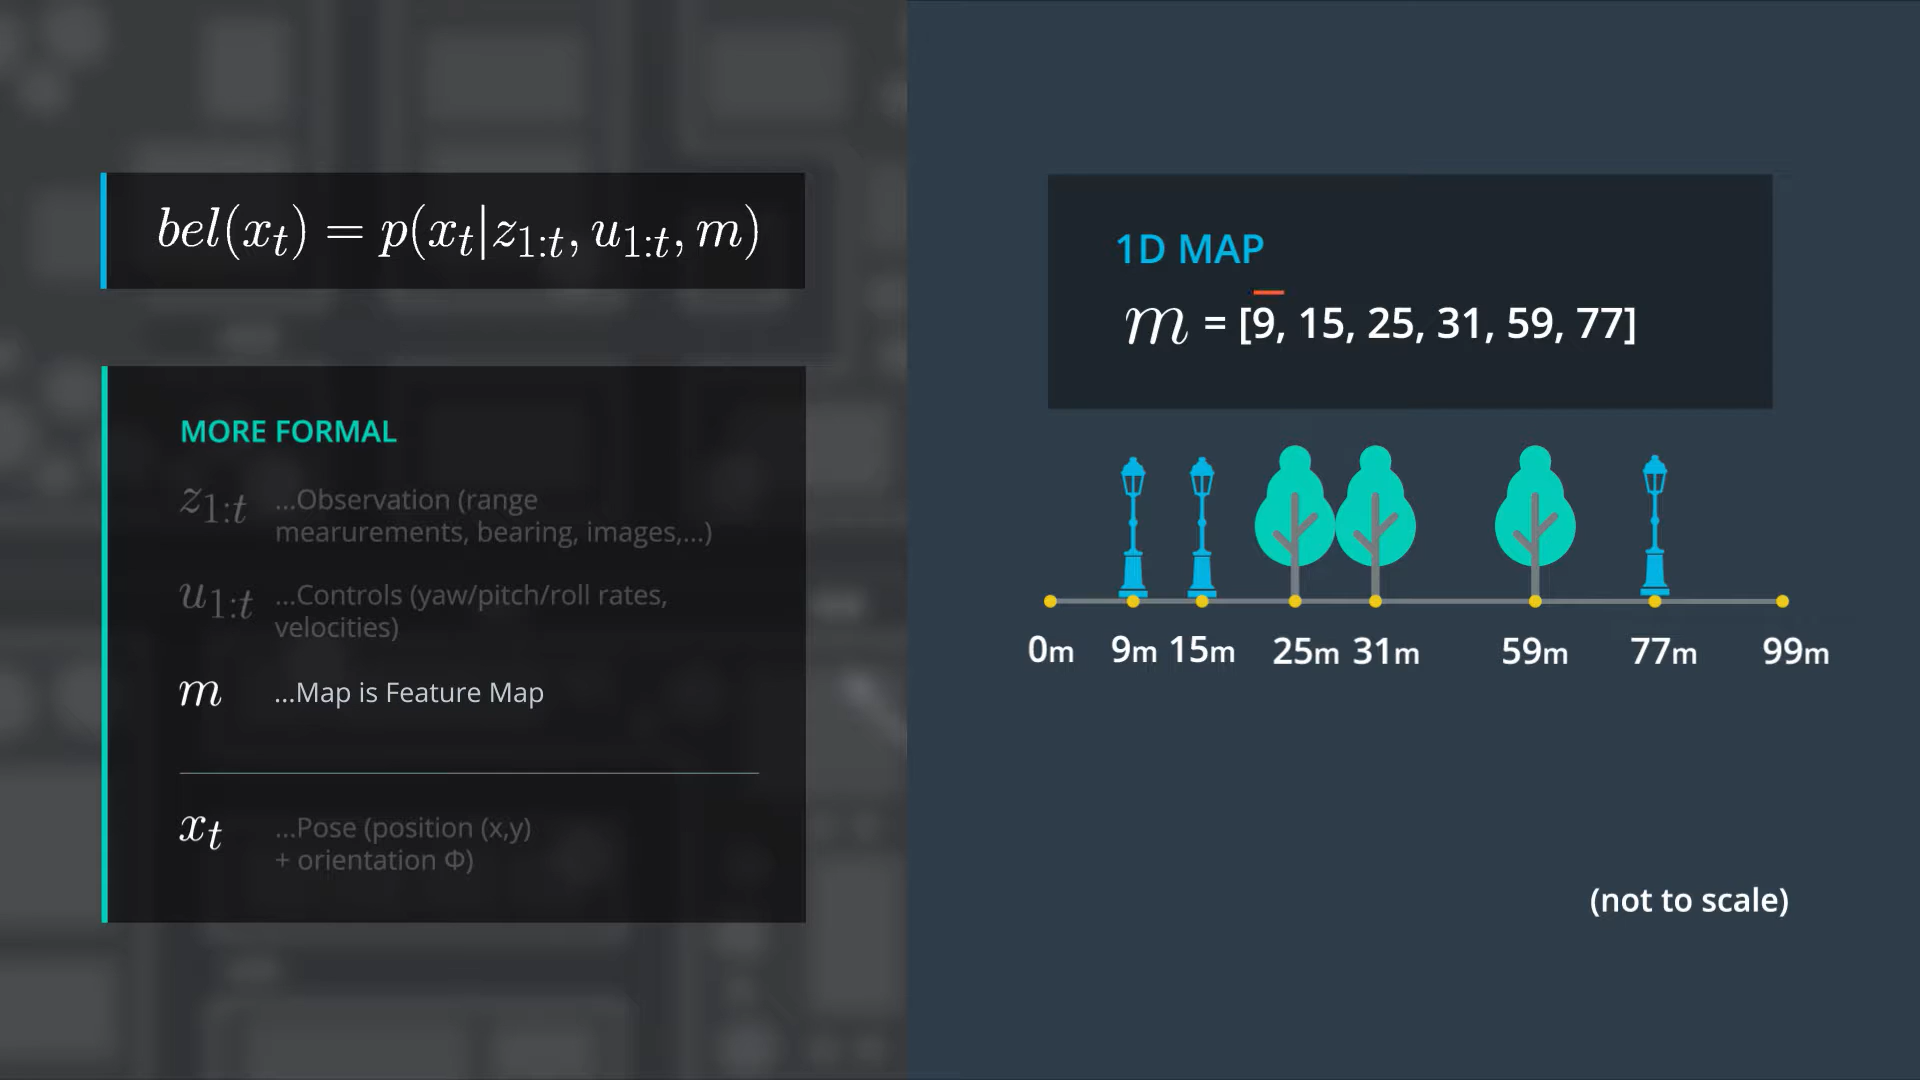 bel(x_t) = p(x_t|z_{1:t}, u_{1:t}, m)
MORE FORMAL
z_{1:t} ...Observation (range
mearurements, bearing, images,...)
u_{1:t} ...Controls (yaw/pitch/roll rates,
velocities)
m ...Map is Feature Map
x_t ...Pose (position (x,y)
+ orientation Φ)
1D MAP
m = [9, 15, 25, 31, 59, 77]
0m 9m 15m 25m 31m 59m 77m 99m
(not to scale)